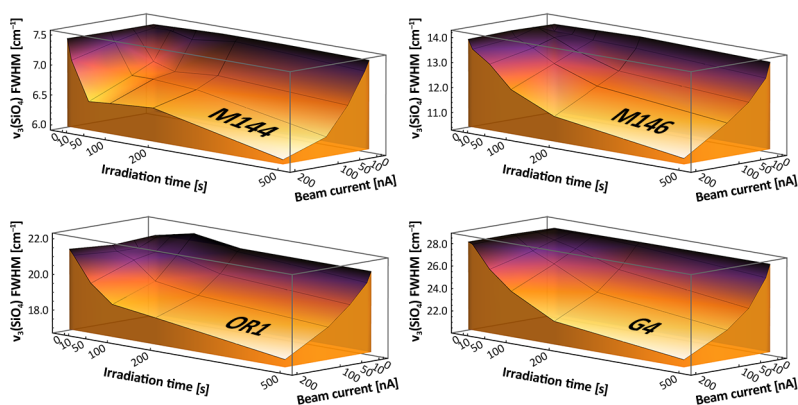 ν₃(SiO₄) FWHM [cm⁻¹]
7.5
7.0
6.5
6.0
0 10 50 100 200 500
Irradiation time [s]
200 100 50 10 0
Beam current [nA]
M144
ν₃(SiO₄) FWHM [cm⁻¹]
14.0
13.0
12.0
11.0
0 10 50 100 200 500
Irradiation time [s]
200 100 50 10 0
Beam current [nA]
M146
ν₃(SiO₄) FWHM [cm⁻¹]
22.0
20.0
18.0
0 10 50 100 200 500
Irradiation time [s]
200 100 50 10 0
Beam current [nA]
OR1
ν₃(SiO₄) FWHM [cm⁻¹]
28.0
26.0
24.0
22.0
0 10 50 100 200 500
Irradiation time [s]
200 100 50 10 0
Beam current [nA]
G4